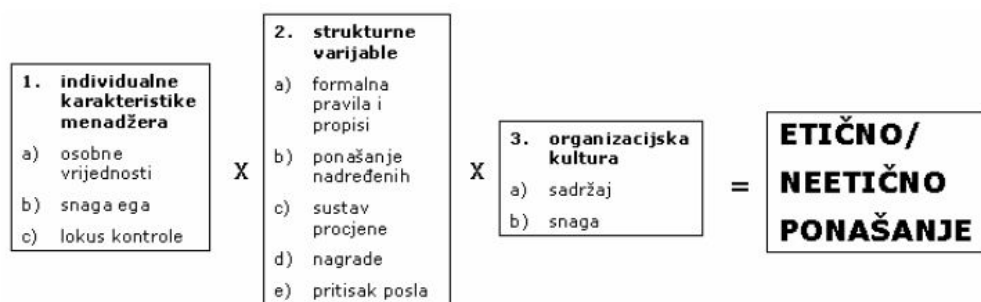 1. individualne
karakteristike
menadžera
a) osobne
vrijednosti
b) snaga ega
c) lokus kontrole
X
2. strukturne
varijable
a) formalna
pravila i
propisi
b) ponašanje
nadređenih
c) sustav
procjene
d) nagrade
e) pritisak posla
X
3. organizacijska
kultura
a) sadržaj
b) snaga
=
ETIČNO/
NEETIČNO
PONAŠANJE